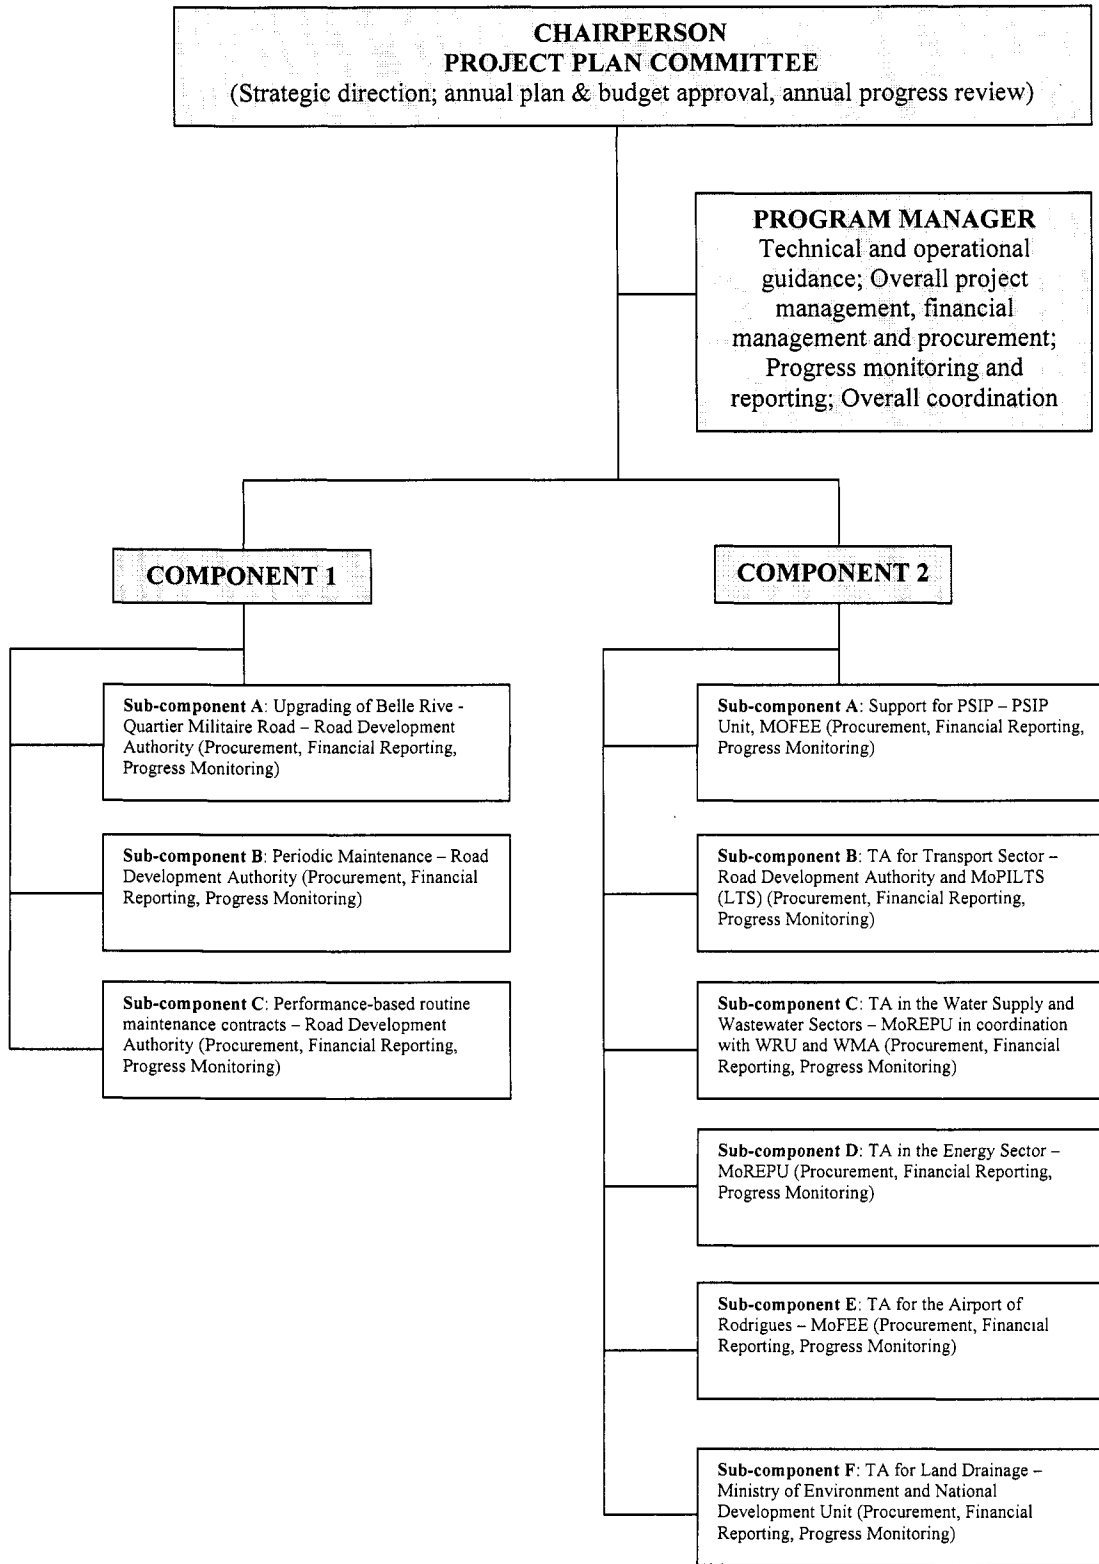 CHAIRPERSON
PROJECT PLAN COMMITTEE
(Strategic direction; annual plan & budget approval, annual progress review)
PROGRAM MANAGER
Technical and operational
guidance; Overall project
management, financial
management and procurement;
Progress monitoring and
reporting; Overall coordination
COMPONENT 1
Sub-component A: Upgrading of Belle Rive -
Quartier Militaire Road – Road Development
Authority (Procurement, Financial Reporting,
Progress Monitoring)
Sub-component B: Periodic Maintenance – Road
Development Authority (Procurement, Financial
Reporting, Progress Monitoring)
Sub-component C: Performance-based routine
maintenance contracts – Road Development
Authority (Procurement, Financial Reporting,
Progress Monitoring)
COMPONENT 2
Sub-component A: Support for PSIP – PSIP
Unit, MOFEE (Procurement, Financial Reporting,
Progress Monitoring)
Sub-component B: TA for Transport Sector –
Road Development Authority and MoPILTS
(LTS) (Procurement, Financial Reporting,
Progress Monitoring)
Sub-component C: TA in the Water Supply and
Wastewater Sectors – MoREPU in coordination
with WRU and WMA (Procurement, Financial
Reporting, Progress Monitoring)
Sub-component D: TA in the Energy Sector –
MoREPU (Procurement, Financial Reporting,
Progress Monitoring)
Sub-component E: TA for the Airport of
Rodrigues – MoFEE (Procurement, Financial
Reporting, Progress Monitoring)
Sub-component F: TA for Land Drainage –
Ministry of Environment and National
Development Unit (Procurement, Financial
Reporting, Progress Monitoring)